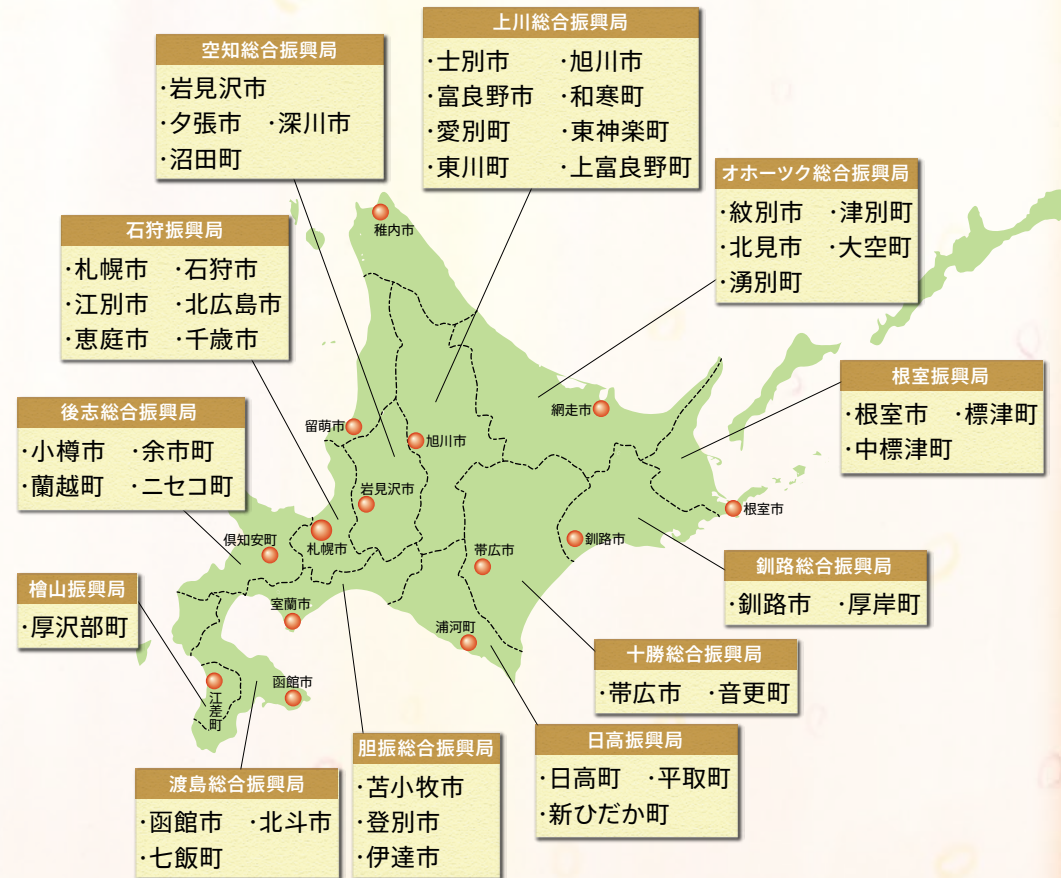 上川総合振興局
・士別市 ・旭川市
・富良野市 ・和寒町
・愛別町 ・東神楽町
・東川町 ・上富良野町
空知総合振興局
・岩見沢市
・夕張市 ・深川市
・沼田町
オホーツク総合振興局
・紋別市 ・津別町
・北見市 ・大空町
・湧別町
石狩振興局
・札幌市 ・石狩市
・江別市 ・北広島市
・恵庭市 ・千歳市
根室振興局
・根室市 ・標津町
・中標津町
後志総合振興局
・小樽市 ・余市町
・蘭越町 ・ニセコ町
釧路総合振興局
・釧路市 ・厚岸町
檜山振興局
・厚沢部町
十勝総合振興局
・帯広市 ・音更町
日高振興局
・日高町 ・平取町
・新ひだか町
胆振総合振興局
・苫小牧市
・登別市
・伊達市
渡島総合振興局
・函館市 ・北斗市
・七飯町
稚内市
網走市
留萌市
旭川市
岩見沢市
根室市
札幌市
倶知安町
釧路市
帯広市
室蘭市
浦河町
函館市
江差町